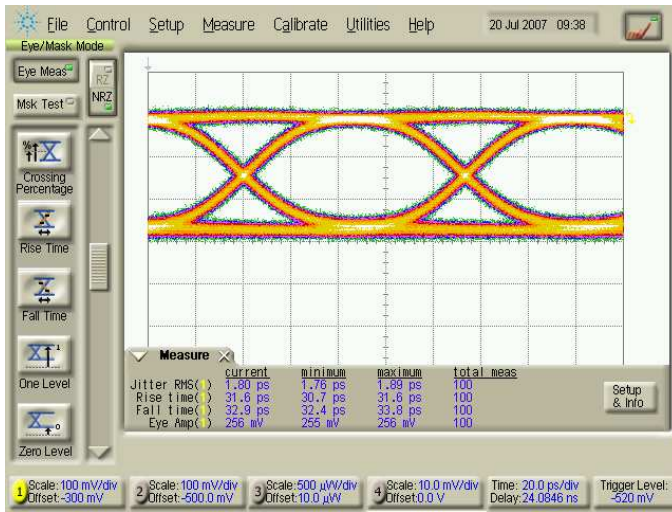 File Control Setup Measure Calibrate Utilities Help 20 Jul 2007 09:38
Eye/Mask Mode
Eye Meas
RZ
NRZ
Msk Test
Crossing
Percentage
Rise Time
Fall Time
One Level
Zero Level
Measure
current minimum maximum total meas
Jitter RMS(1) 1.80 ps 1.76 ps 1.89 ps 100
Rise time(1) 31.6 ps 30.7 ps 31.6 ps 100
Fall time(1) 32.9 ps 32.4 ps 33.8 ps 100
Eye Amp(1) 256 mV 255 mV 256 mV 100
Setup
& Info
1 Scale:100 mV/div
Offset:-300 mV
2 Scale:100 mV/div
Offset:-500.0 mV
3 Scale:500 µW/div
Offset:10.0 µW
4 Scale:10.0 mV/div
Offset:0.0 V
Time: 20.0 ps/div
Delay:24.0846 ns
Trigger Level:
-520 mV